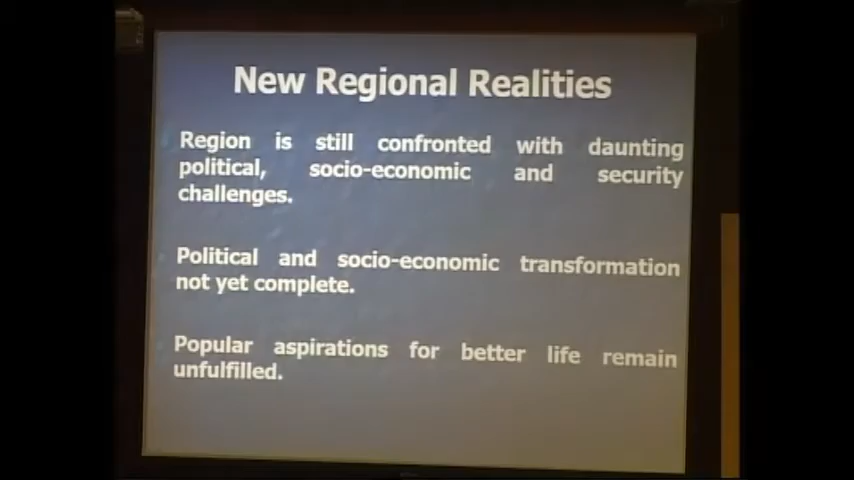 New Regional Realities
Region is still confronted with daunting
political, socio-economic and security
challenges.
Political and socio-economic transformation
not yet complete.
Popular aspirations for better life remain
unfulfilled.